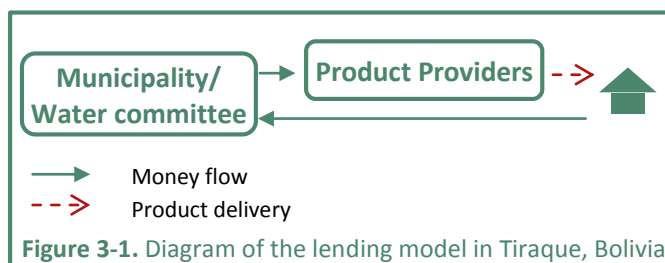 Municipality/
Water committee
Product Providers
Money flow
Product delivery
Figure 3-1. Diagram of the lending model in Tiraque, Bolivia